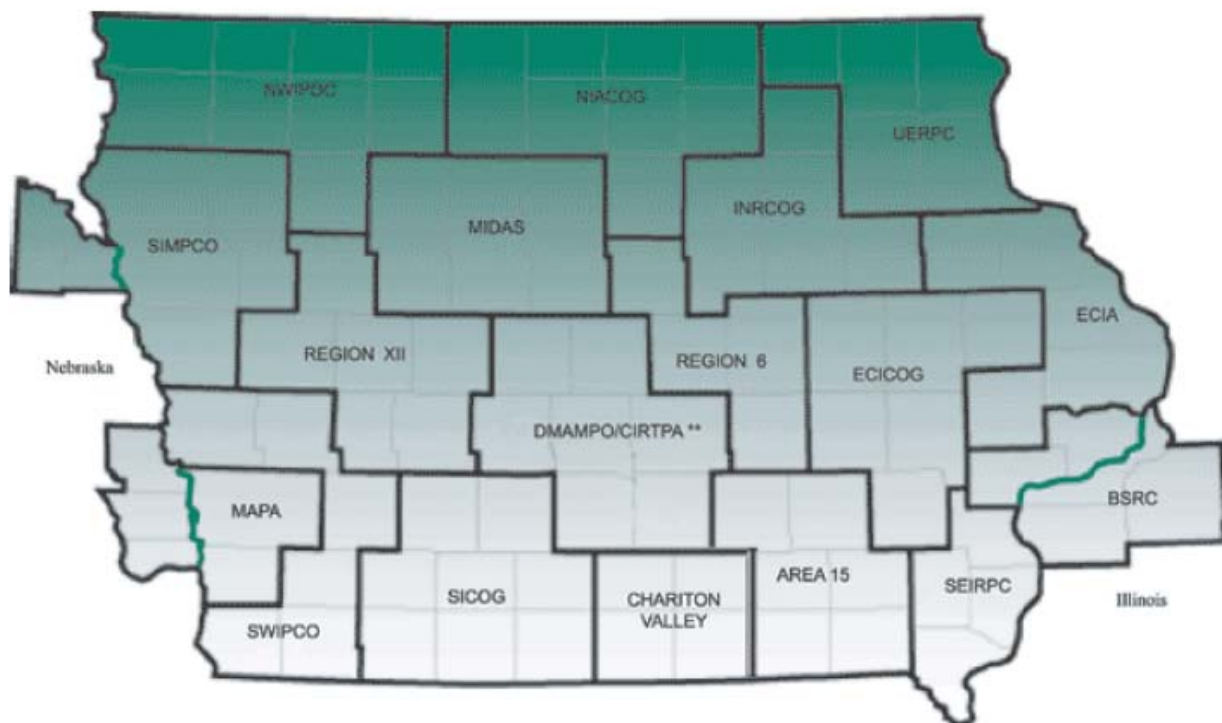 NWIPDC
NIACOG
UERPC
INRCOG
MIDAS
SIMPCO
ECIA
REGION XII
REGION 6
ECICOG
Nebraska
DMAMPO/CIRTPA **
MAPA
BSRC
AREA 15
SEIRPC
SICOG
CHARITON
VALLEY
Illinois
SWIPCO